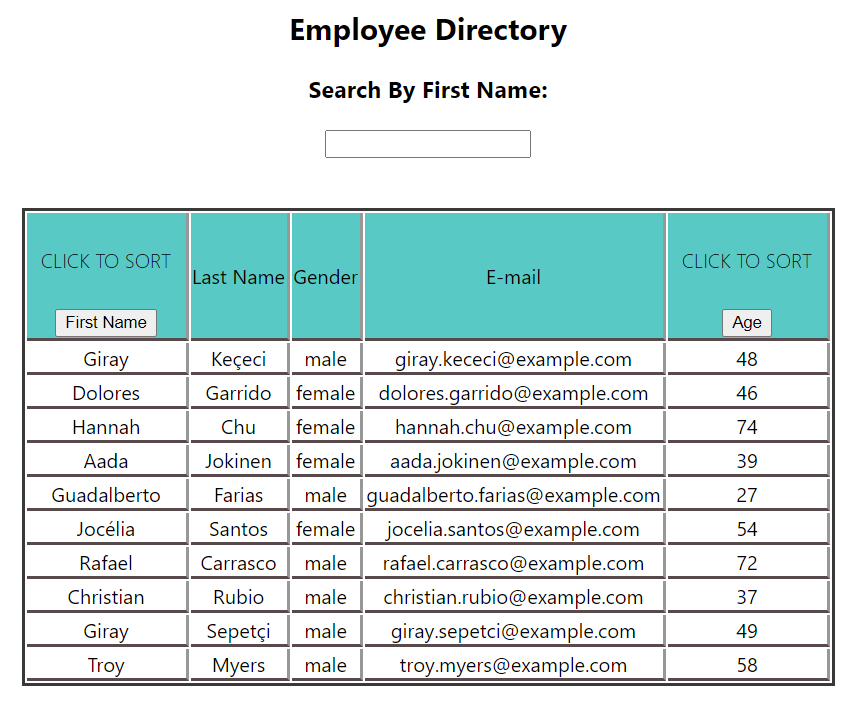 Employee Directory
Search By First Name:
CLICK TO SORT CLICK TO SORT
Last Name Gender E-mail
First Name Age
Giray Keçeci male giray.kececi@example.com 48
Dolores Garrido female dolores.garrido@example.com 46
Hannah Chu female hannah.chu@example.com 74
Aada Jokinen female aada.jokinen@example.com 39
Guadalberto Farias male guadalberto.farias@example.com 27
Jocélia Santos female jocelia.santos@example.com 54
Rafael Carrasco male rafael.carrasco@example.com 72
Christian Rubio male christian.rubio@example.com 37
Giray Sepetçi male giray.sepetci@example.com 49
Troy Myers male troy.myers@example.com 58